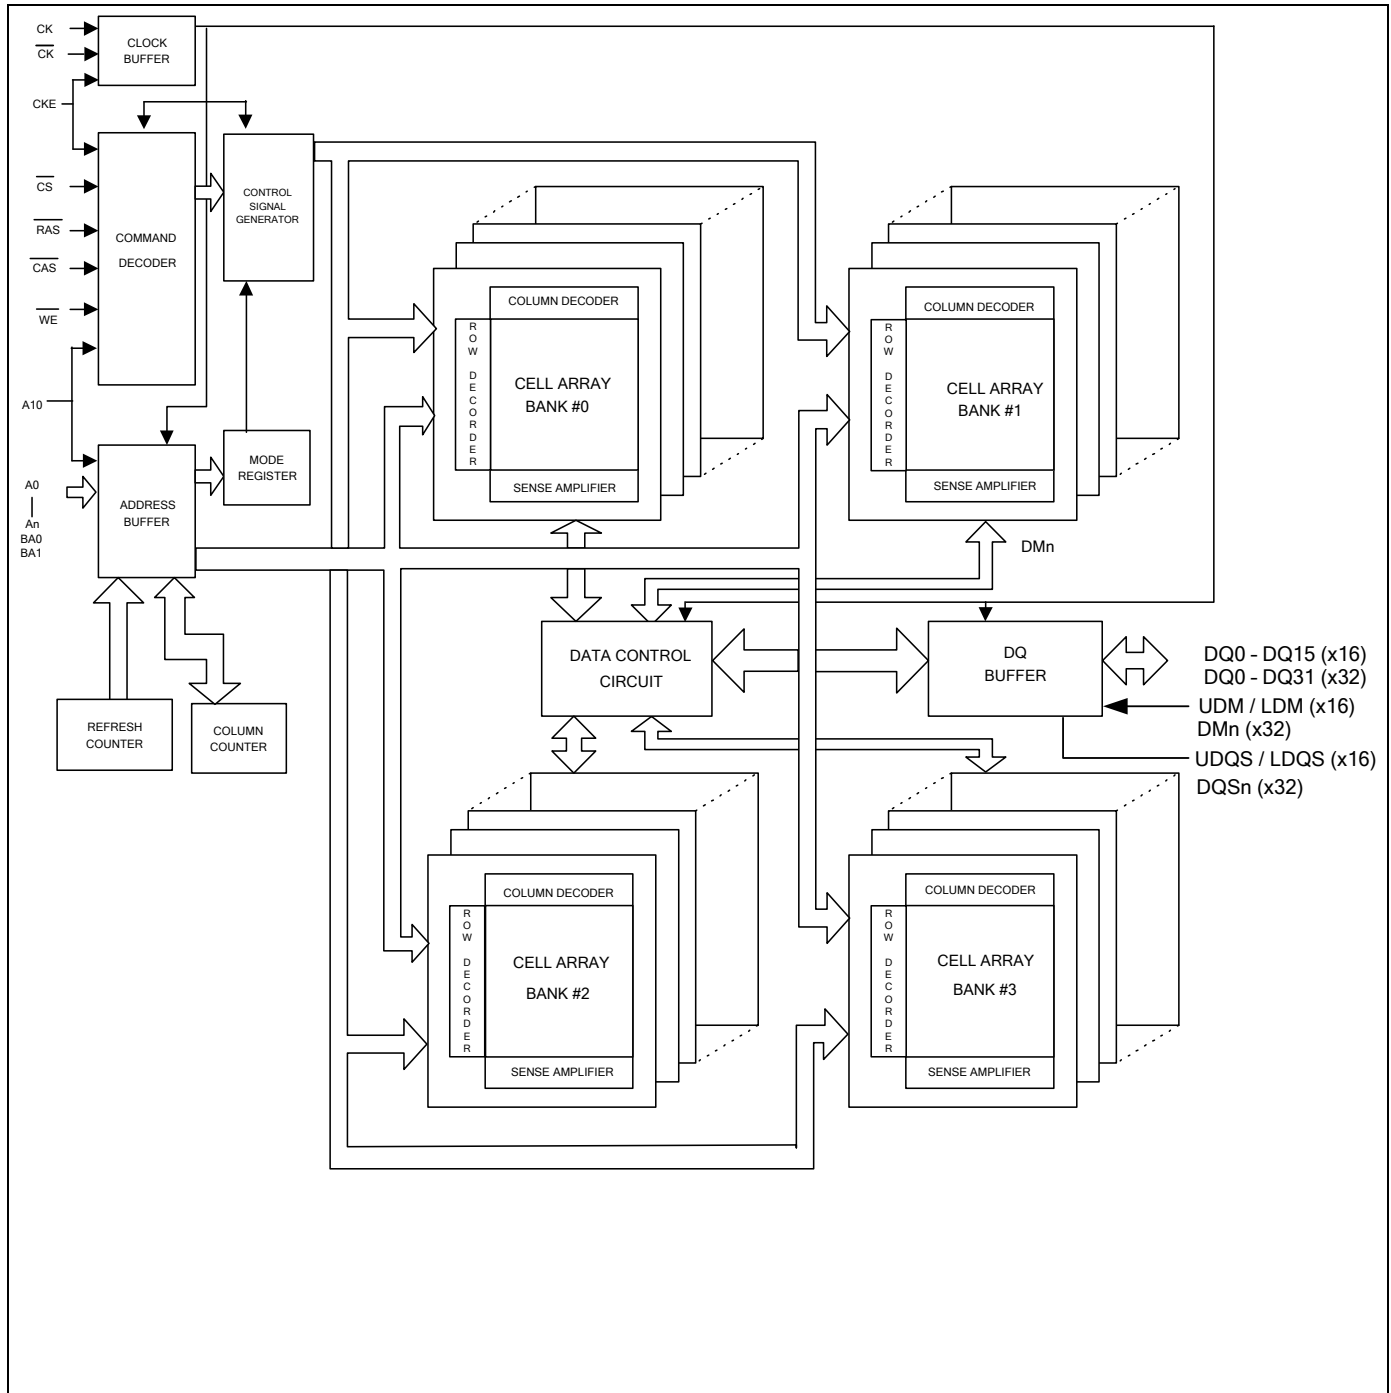 CK
CK
CKE
CS
RAS
CAS
WE
A10
A0
An
BA0
BA1
CLOCK
BUFFER
COMMAND
DECODER
CONTROL
SIGNAL
GENERATOR
MODE
REGISTER
ADDRESS
BUFFER
REFRESH
COUNTER
COLUMN
COUNTER
COLUMN DECODER
ROW DECORDER
CELL ARRAY
BANK #0
SENSE AMPLIFIER
COLUMN DECODER
ROW DECORDER
CELL ARRAY
BANK #1
SENSE AMPLIFIER
DMn
DATA CONTROL
CIRCUIT
DQ
BUFFER
DQ0 - DQ15 (x16)
DQ0 - DQ31 (x32)
UDM / LDM (x16)
DMn (x32)
UDQS / LDQS (x16)
DQSn (x32)
COLUMN DECODER
ROW DECORDER
CELL ARRAY
BANK #2
SENSE AMPLIFIER
COLUMN DECODER
ROW DECORDER
CELL ARRAY
BANK #3
SENSE AMPLIFIER